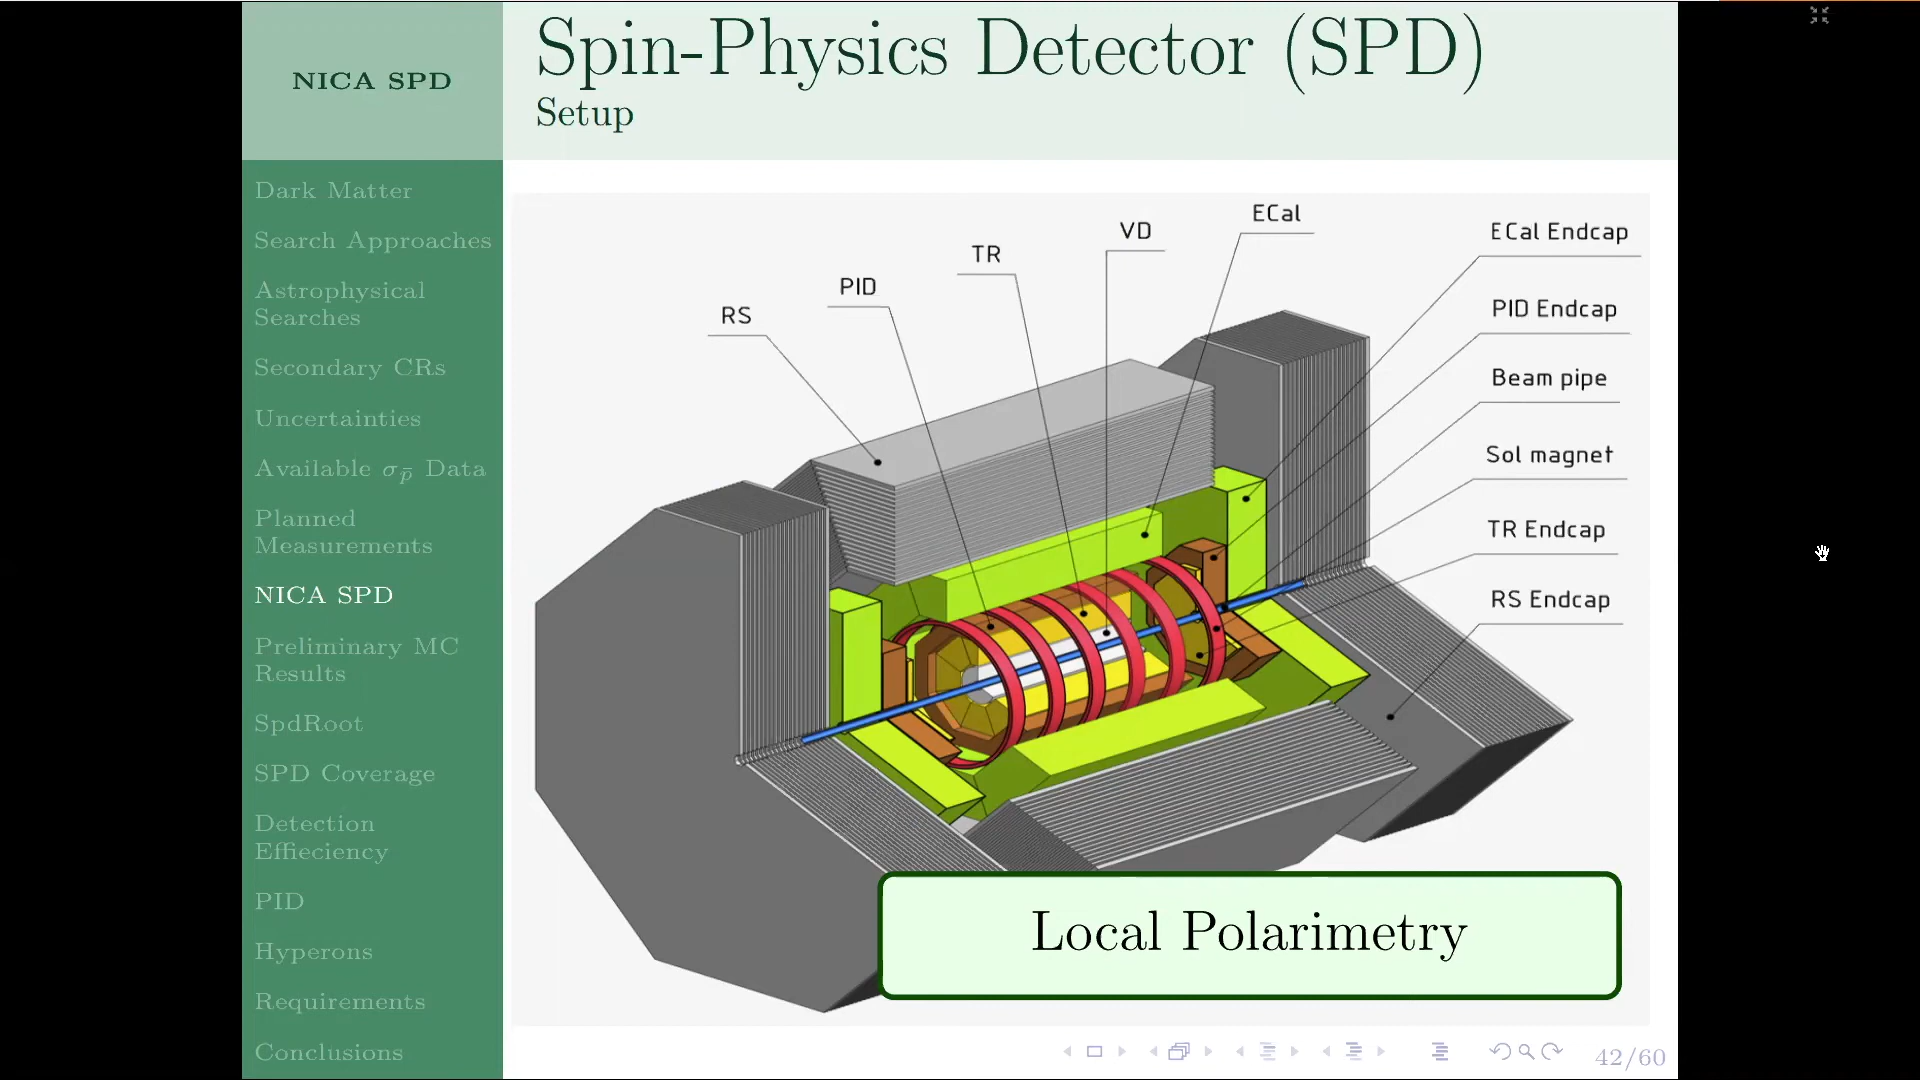 NICA SPD
Spin-Physics Detector (SPD)
Setup
Dark Matter
Search Approaches
Astrophysical
Searches
Secondary CRs
Uncertainties
Available σp̄ Data
Planned
Measurements
NICA SPD
Preliminary MC
Results
SpdRoot
SPD Coverage
Detection
Effieciency
PID
Hyperons
Requirements
Conclusions
RS
PID
TR
VD
ECal
ECal Endcap
PID Endcap
Beam pipe
Sol magnet
TR Endcap
RS Endcap
Local Polarimetry
42/60